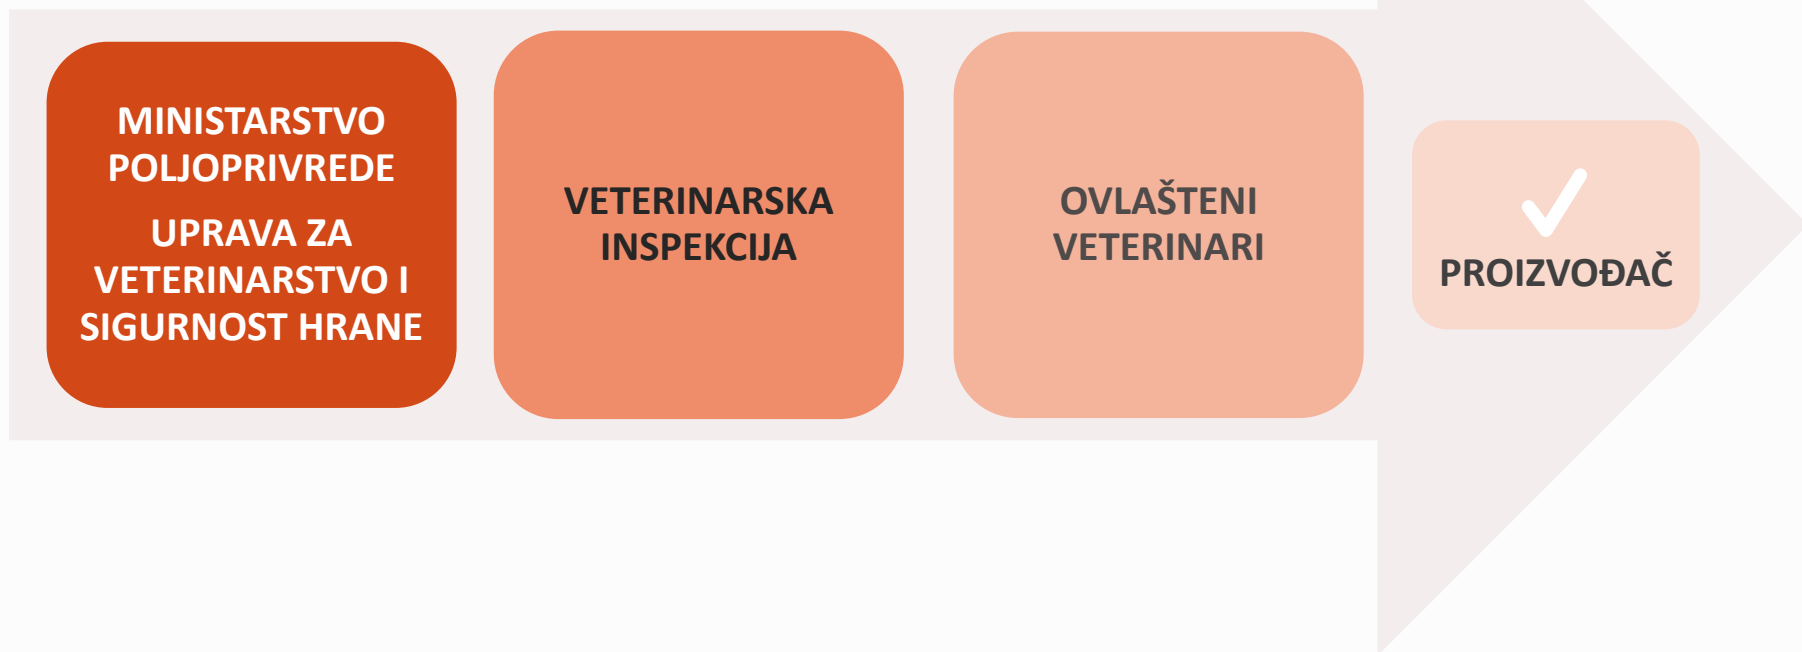 MINISTARSTVO
POLJOPRIVREDE
UPRAVA ZA
VETERINARSTVO I
SIGURNOST HRANE
VETERINARSKA
INSPEKCIJA
OVLAŠTENI
VETERINARI
PROIZVOĐAČ